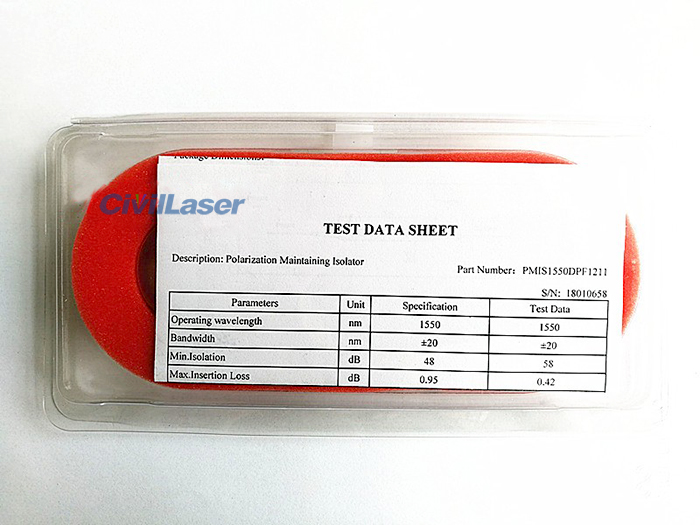 Package Dimensions:
CivilLaser
TEST DATA SHEET
Description: Polarization Maintaining Isolator
Part Number: PMIS1550DPF1211
S/N: 18010658
Parameters Unit Specification Test Data
Operating wavelength nm 1550 1550
Bandwidth nm ±20 ±20
Min.Isolation dB 48 58
Max.Insertion Loss dB 0.95 0.42